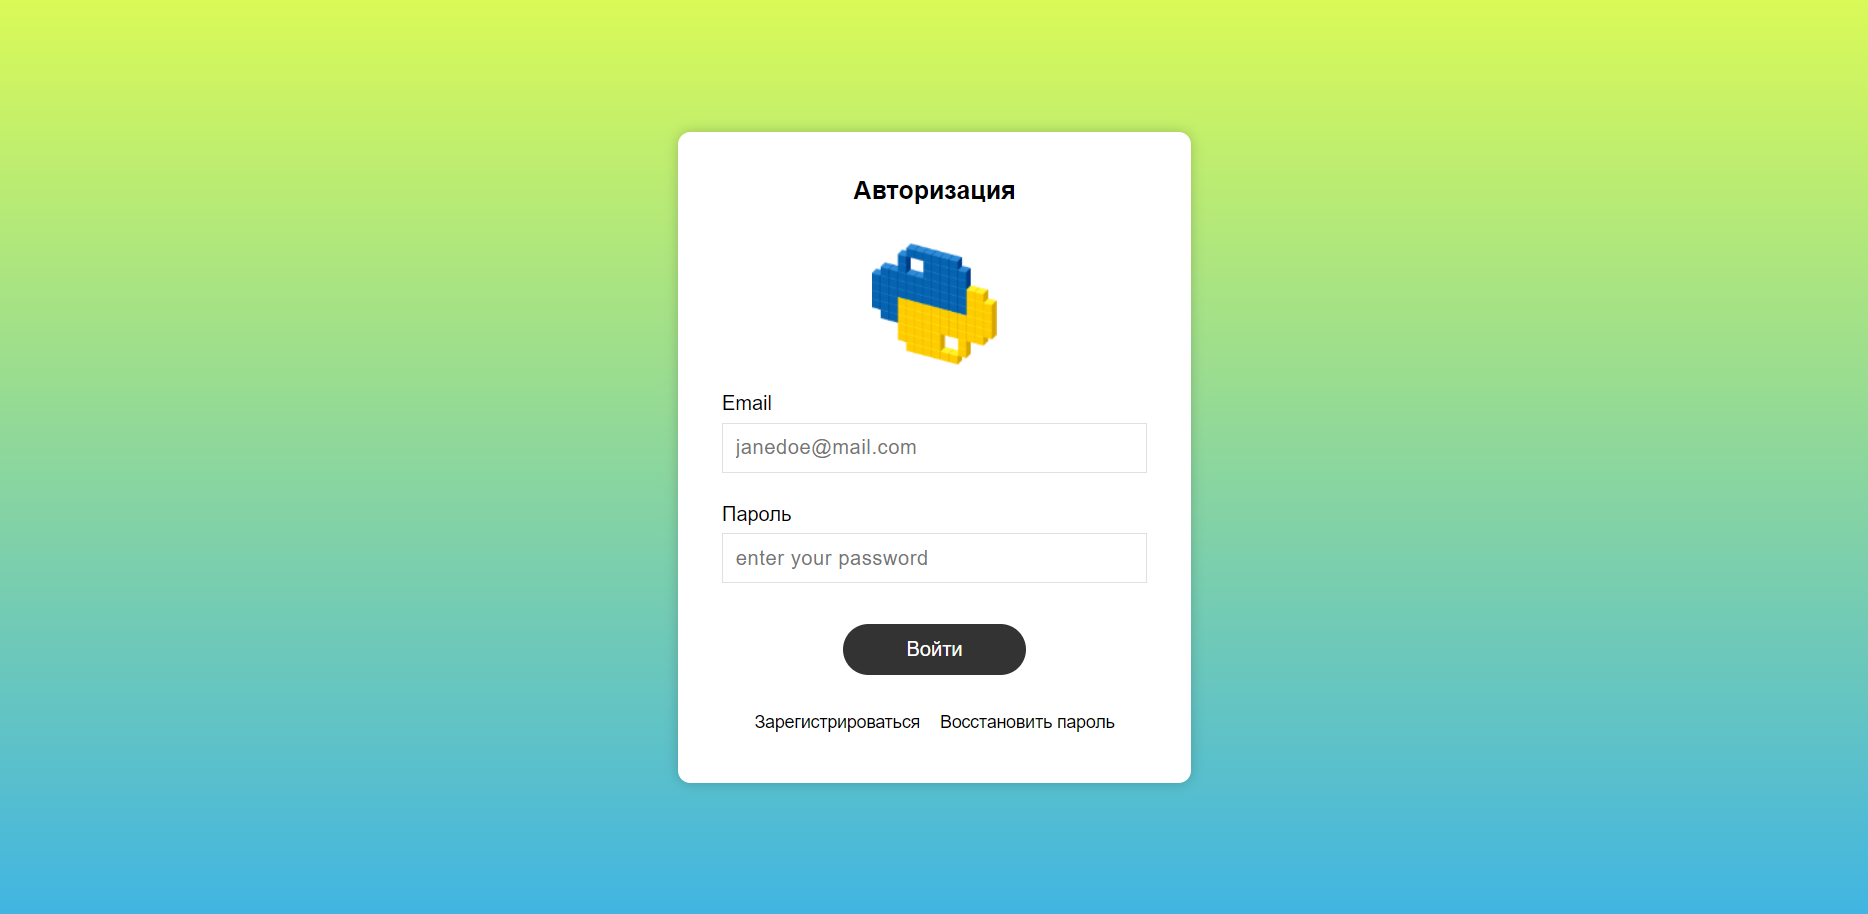 Авторизация
Email
janedoe@mail.com
Пароль
enter your password
Войти
Зарегистрироваться Восстановить пароль